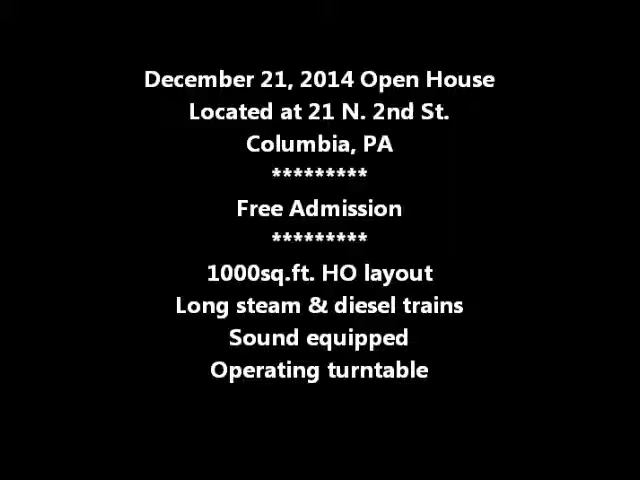 December 21, 2014 Open House
Located at 21 N. 2nd St.
Columbia, PA
*********
Free Admission
*********
1000sq.ft. HO layout
Long steam & diesel trains
Sound equipped
Operating turntable